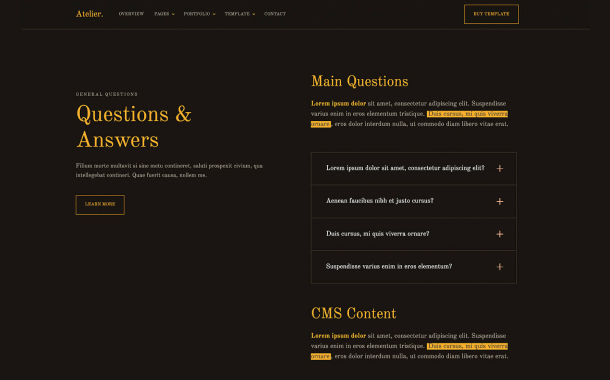 Atelier.
OVERVIEW
PAGES
PORTFOLIO
TEMPLATE
CONTACT
BUY TEMPLATE
GENERAL QUESTIONS
Questions &
Answers
Filium morte multavit si sine metu contineret, saluti prospexit civium, qua
intellegebat contineri. Quae fuerit causa, nollem me.
LEARN MORE
Main Questions
Lorem ipsum dolor sit amet, consectetur adipiscing elit. Suspendisse
varius enim in eros elementum tristique. Duis cursus, mi quis viverra
ornare, eros dolor interdum nulla, ut commodo diam libero vitae erat.
Lorem ipsum dolor sit amet, consectetur adipiscing elit?
Aenean faucibus nibh et justo cursus?
Duis cursus, mi quis viverra ornare?
Suspendisse varius enim in eros elementum?
CMS Content
Lorem ipsum dolor sit amet, consectetur adipiscing elit. Suspendisse
varius enim in eros elementum tristique. Duis cursus, mi quis viverra
ornare, eros dolor interdum nulla, ut commodo diam libero vitae erat.